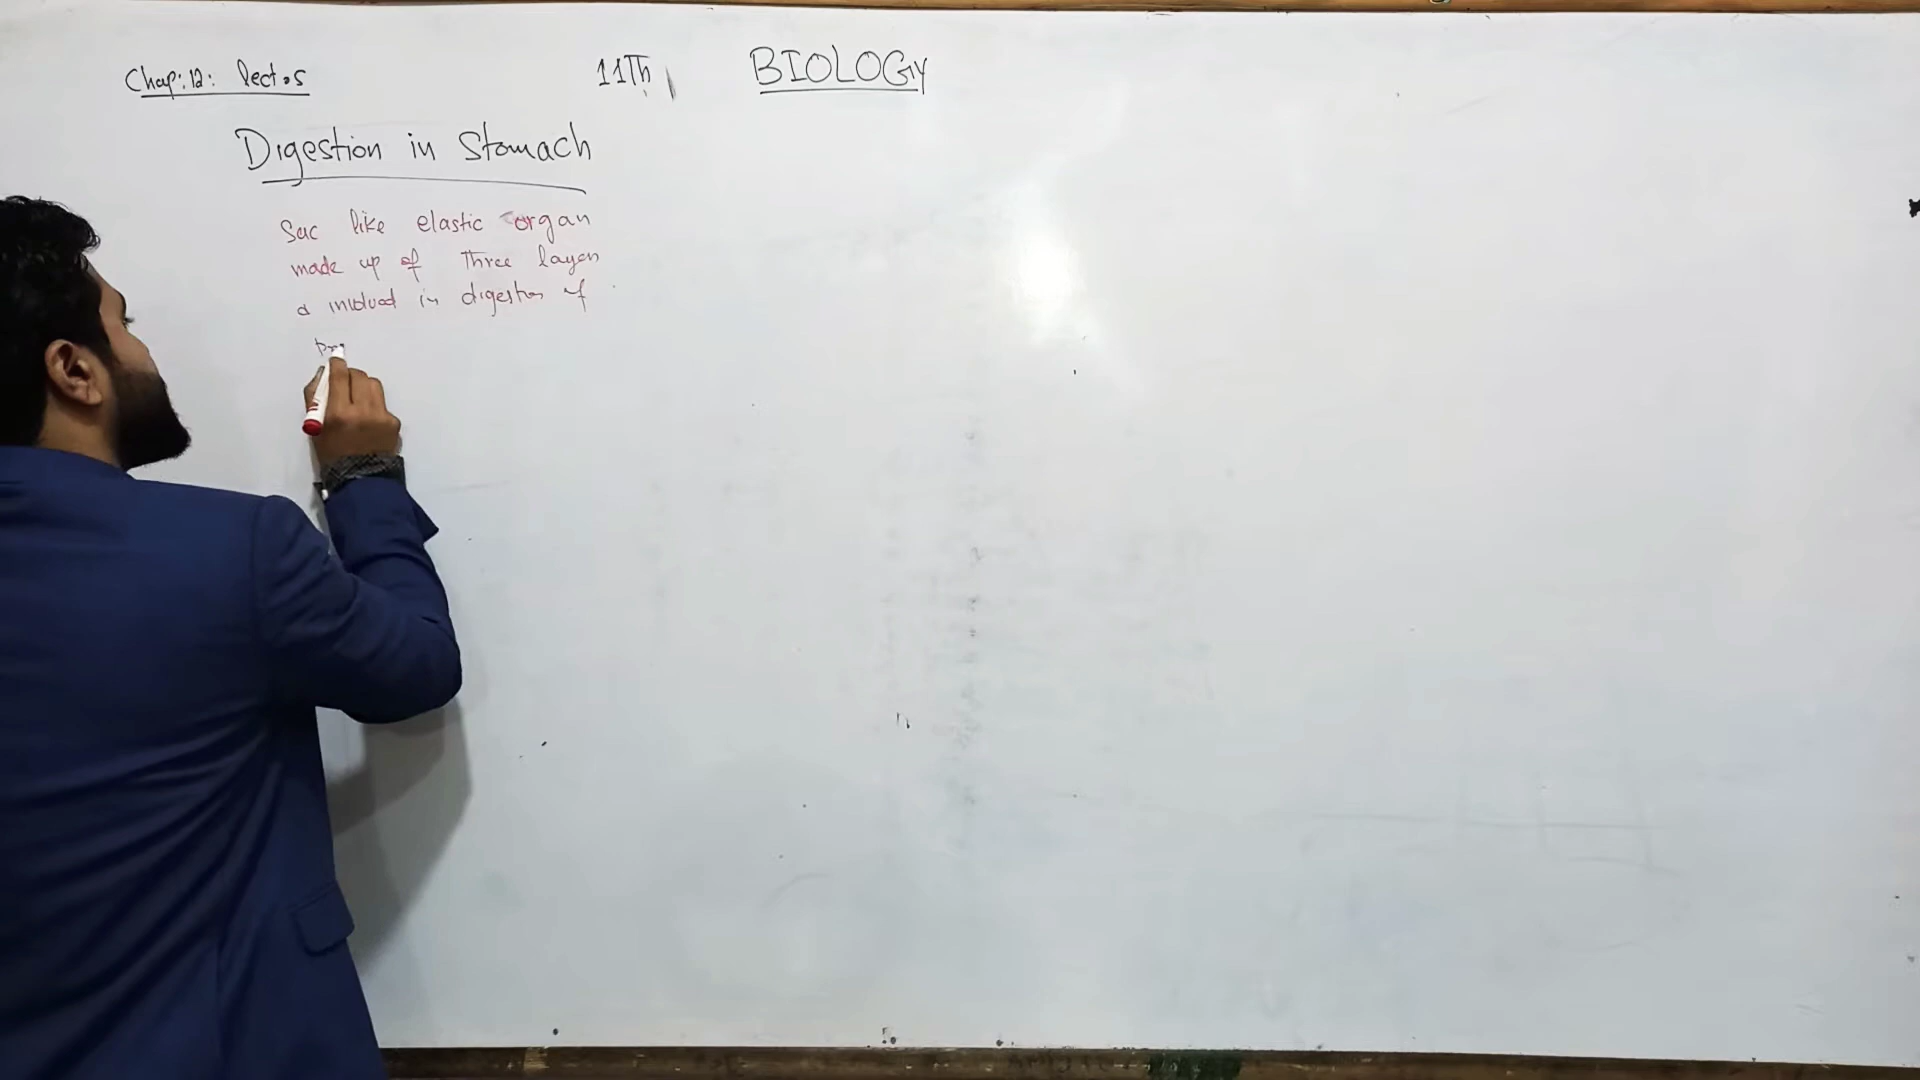 Chap:12: lect.5
11Th
BIOLOGY
Digestion in Stomach
Sac like elastic organ
made up of three layers
& involved in digestion of
pro